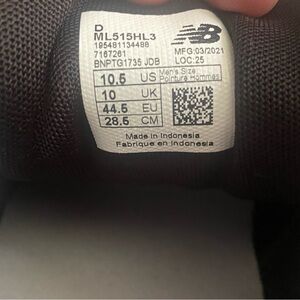 D
ML515HL3
195481134488
7167261
MFG:03/2021
BNPTG1735 JDB LOC:25
10.5 US Men's Size
Pointure Hommes
10 UK
44.5 EU
28.5 CM
Made in Indonesia
Fabriqué en Indonésie